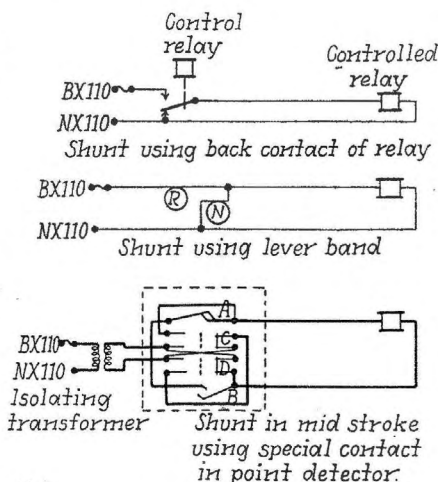 Control
relay
Controlled
relay
BX110
NX110
Shunt using back contact of relay
BX110
R
N
NX110
Shunt using lever band
A
C
D
B
BX110
NX110
Isolating
transformer
Shunt in mid stroke
using special contact
in point detector.